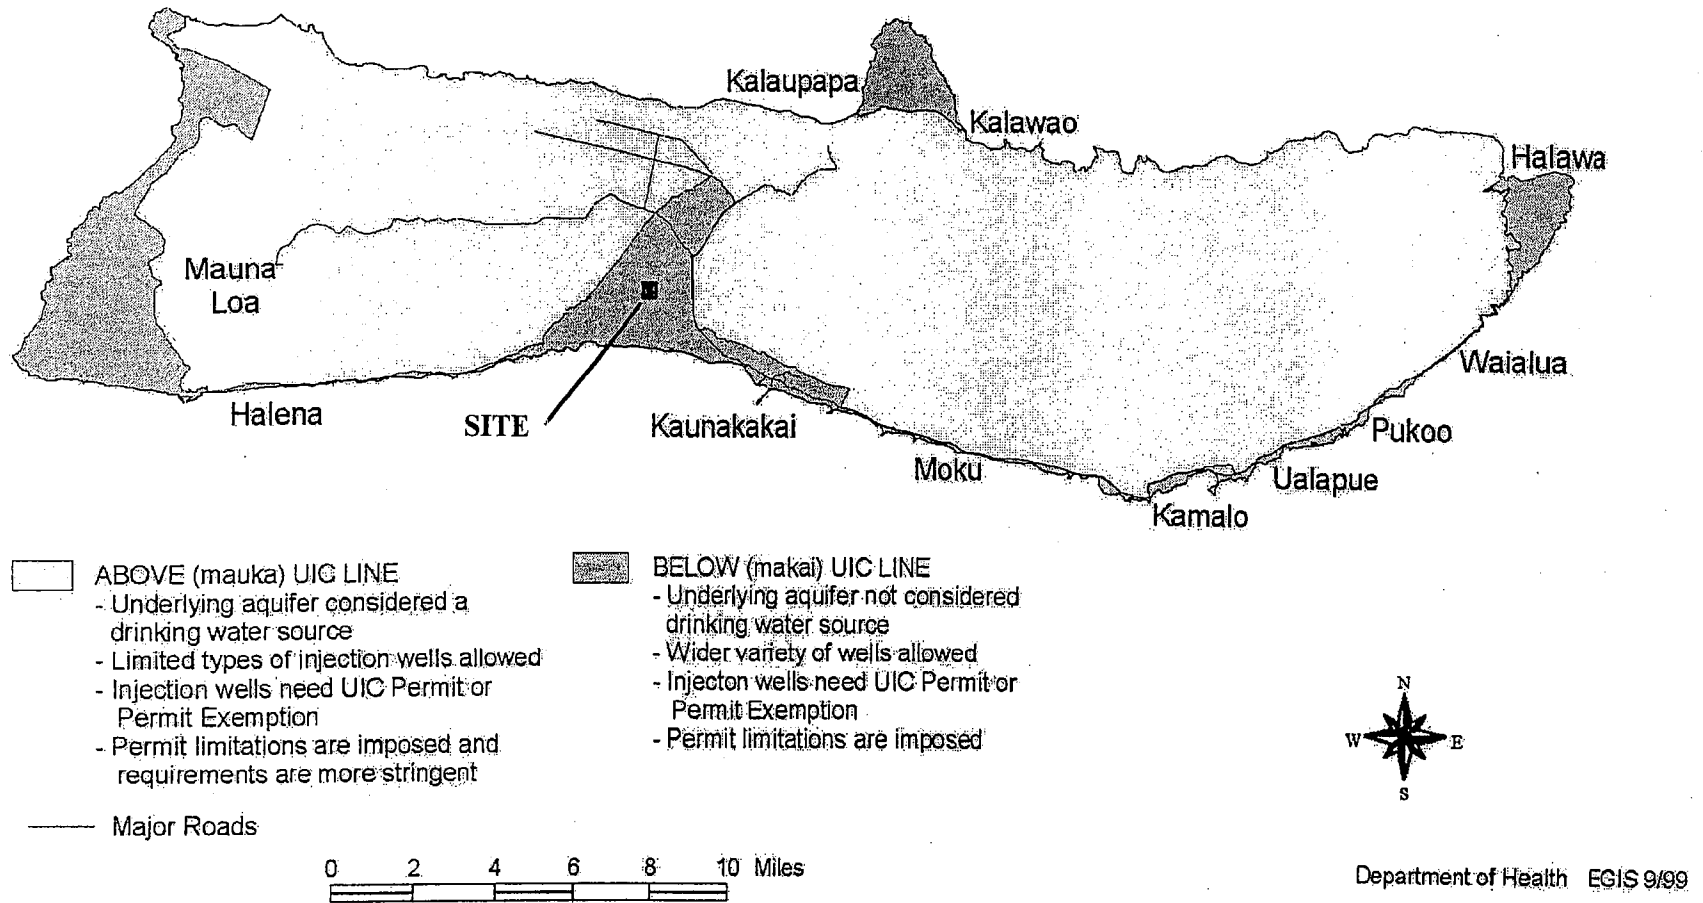 Kalaupapa
Kalawao
Halawa
Mauna
Loa
Waialua
Halena
SITE
Kaunakakai
Pukoo
Moku
Ualapue
Kamalo
ABOVE (mauka) UIC LINE
- Underlying aquifer considered a
drinking water source
- Limited types of injection wells allowed
- Injection wells need UIC Permit or
Permit Exemption
- Permit limitations are imposed and
requirements are more stringent
Major Roads
BELOW (makai) UIC LINE
- Underlying aquifer not considered
drinking water source
- Wider variety of wells allowed
- Injecton wells need UIC Permit or
Permit Exemption
- Permit limitations are imposed
N
W E
S
0 2 4 6 8 10 Miles
Department of Health EGIS 9/99